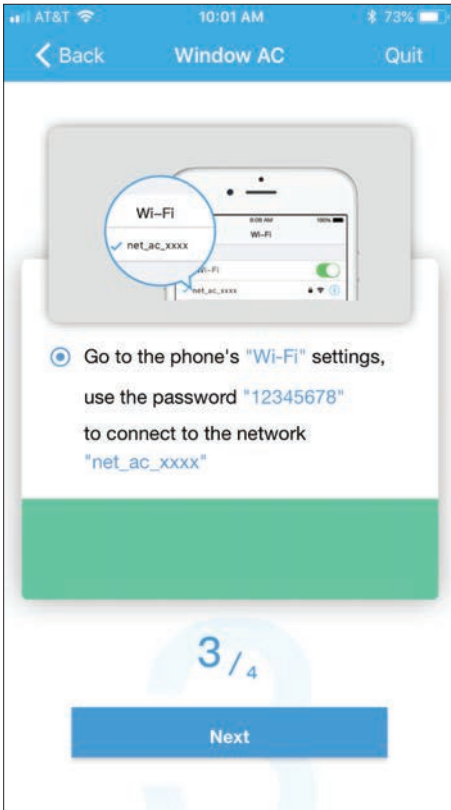 AT&T 10:01 AM 73%
Back Window AC Quit
Wi-Fi
net_ac_xxxx
100%
Wi-Fi
Wi-Fi
net_ac_xxxx
Go to the phone's "Wi-Fi" settings,
use the password "12345678"
to connect to the network
"net_ac_xxxx"
3/4
Next